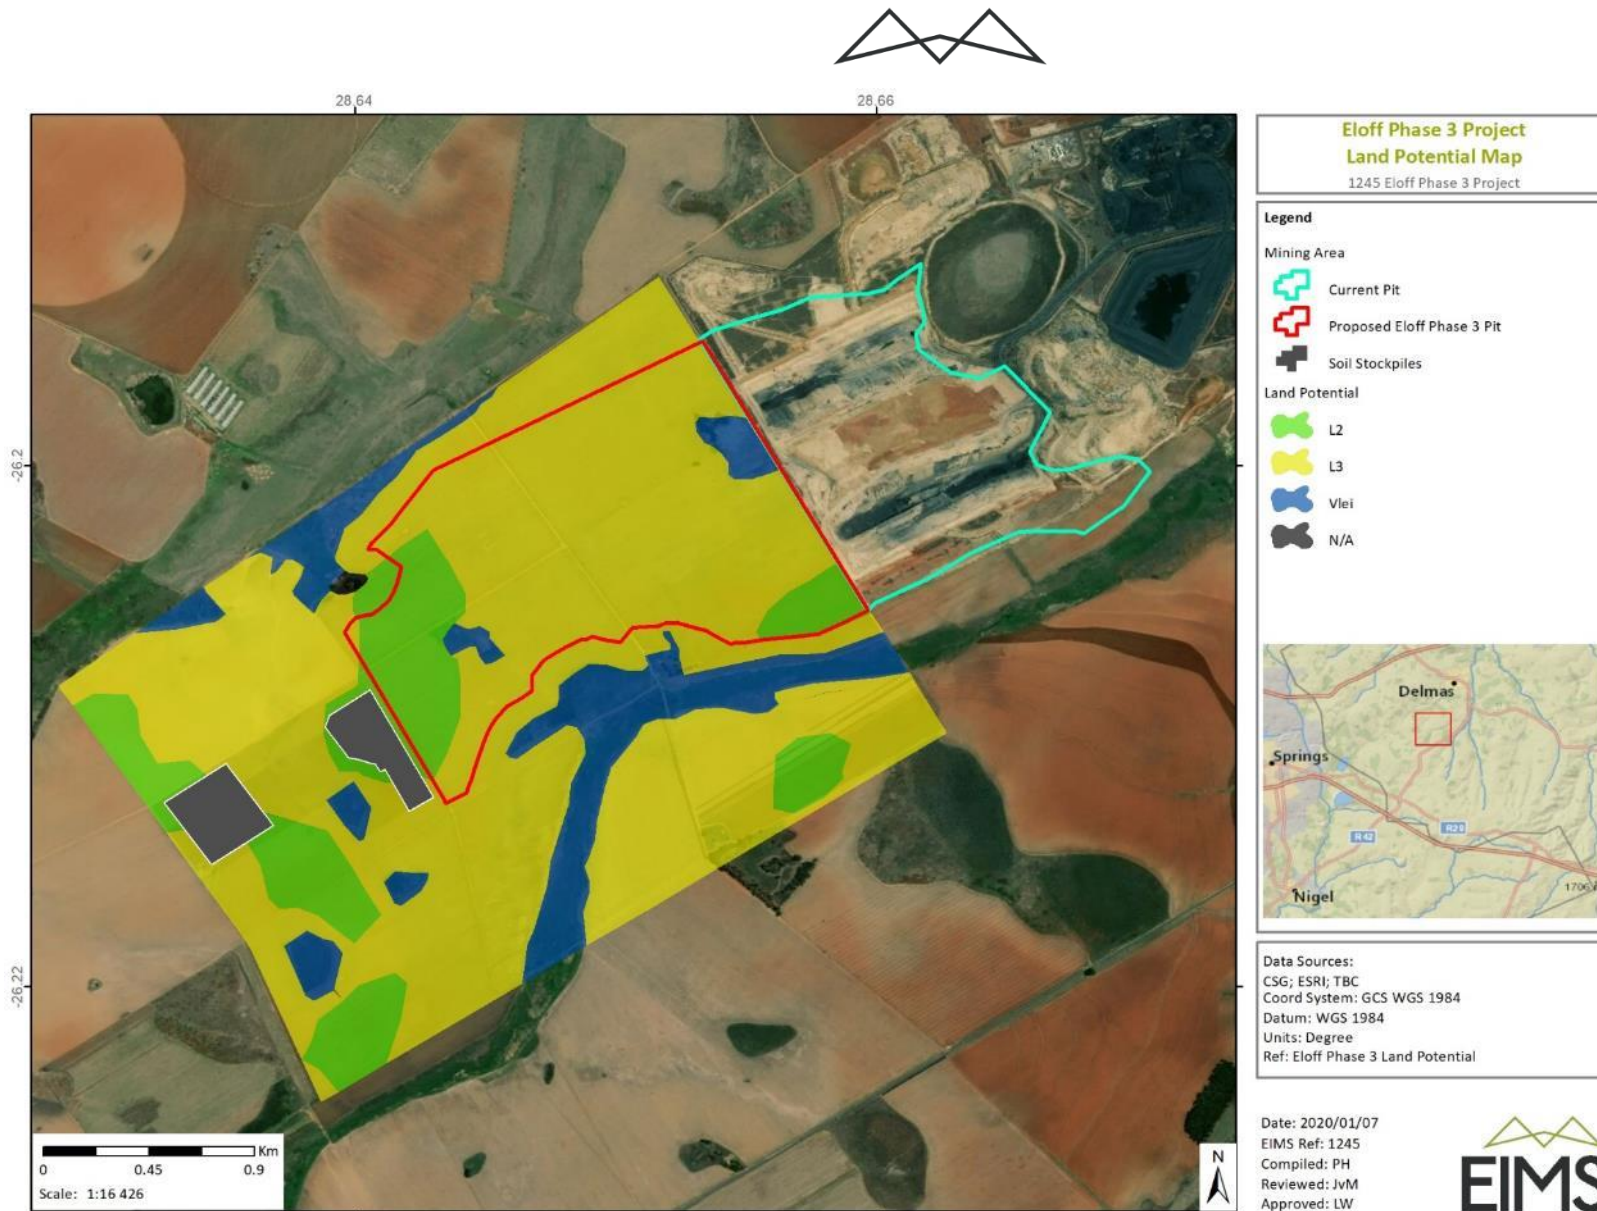 28.64
28.66
-26.2
-26.22
Km
0
0.45
0.9
Scale: 1:16 426
N
Eloff Phase 3 Project
Land Potential Map
1245 Eloff Phase 3 Project
Legend
Mining Area
Current Pit
Proposed Eloff Phase 3 Pit
Soil Stockpiles
Land Potential
L2
L3
Vlei
N/A
Delmas
Springs
R 42
R29
Nigel
Data Sources:
CSG; ESRI; TBC
Coord System: GCS WGS 1984
Datum: WGS 1984
Units: Degree
Ref: Eloff Phase 3 Land Potential
Date: 2020/01/07
EIMS Ref: 1245
Compiled: PH
Reviewed: JvM
Approved: LW
EIMS